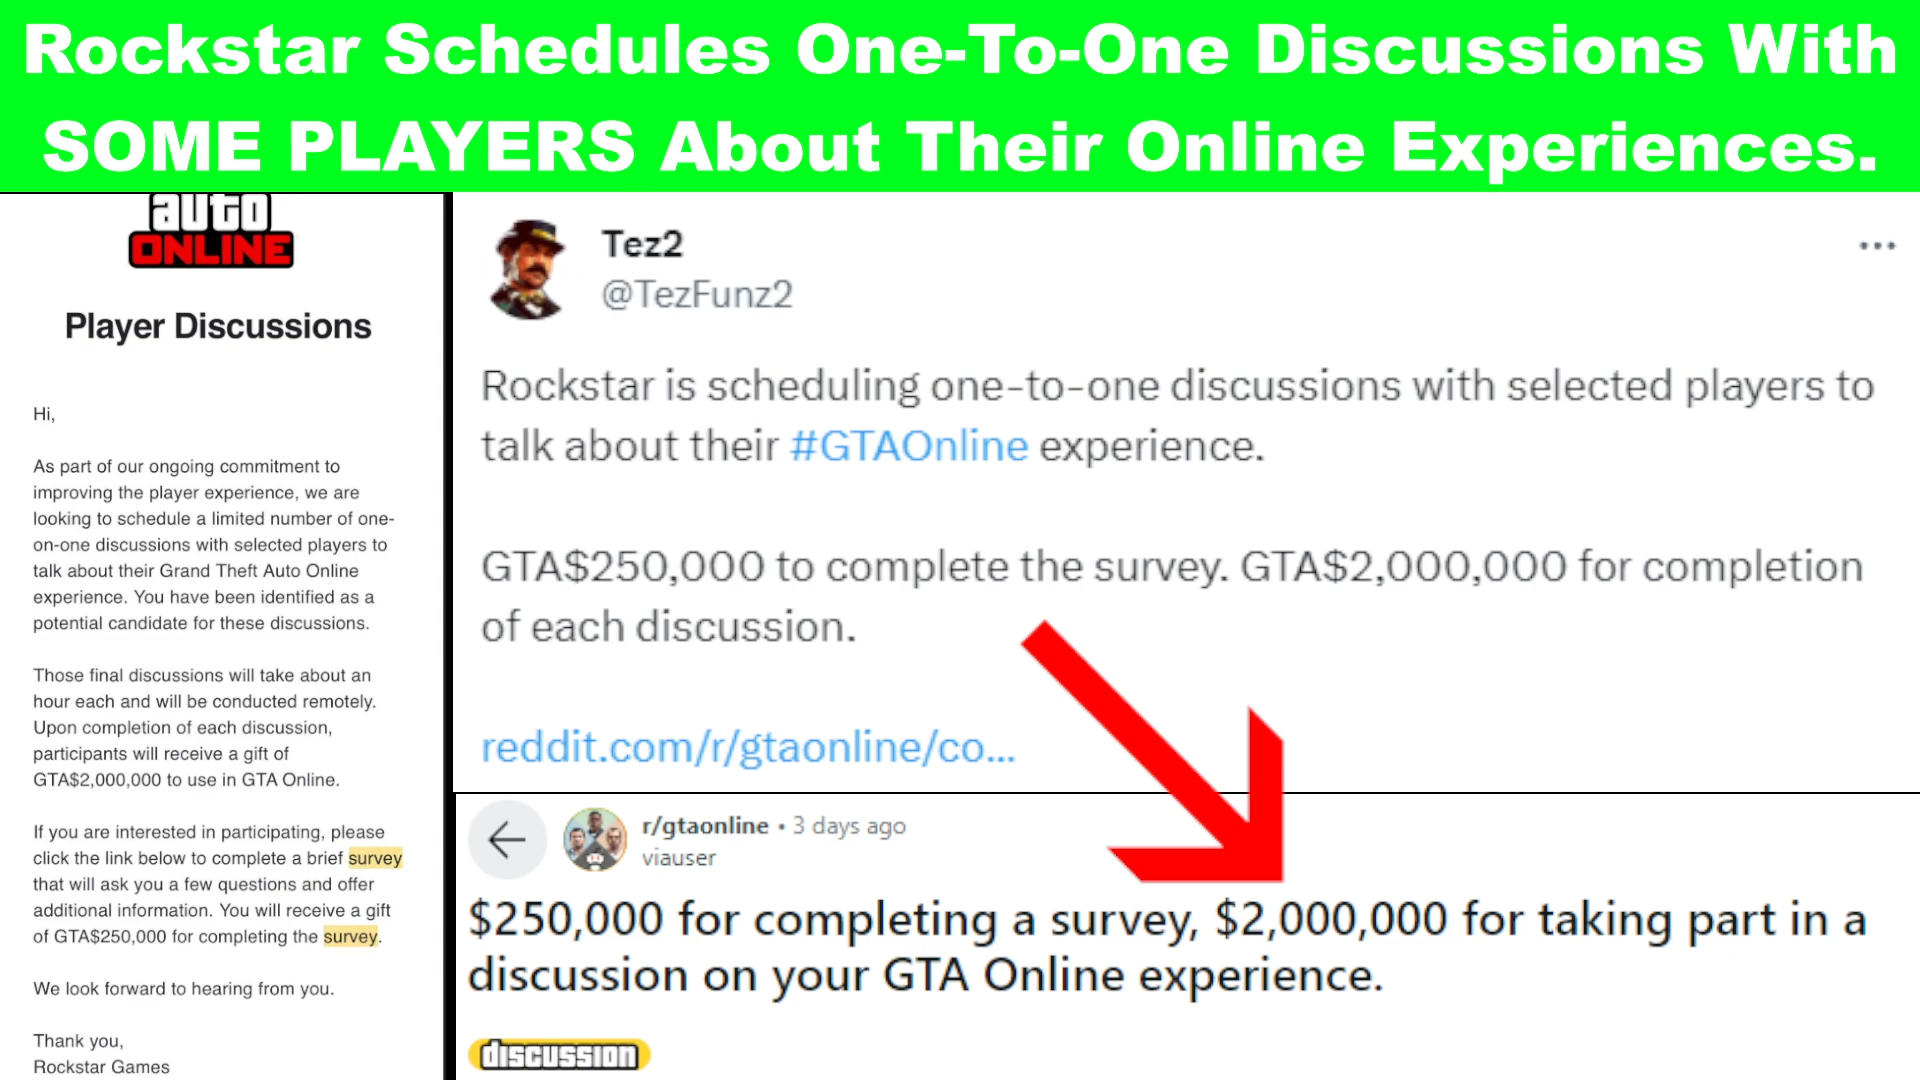 Rockstar Schedules One-To-One Discussions With
SOME PLAYERS About Their Online Experiences.
auto
ONLINE
Player Discussions
Hi,
As part of our ongoing commitment to
improving the player experience, we are
looking to schedule a limited number of one-
on-one discussions with selected players to
talk about their Grand Theft Auto Online
experience. You have been identified as a
potential candidate for these discussions.
Those final discussions will take about an
hour each and will be conducted remotely.
Upon completion of each discussion,
participants will receive a gift of
GTA$2,000,000 to use in GTA Online.
If you are interested in participating, please
click the link below to complete a brief survey
that will ask you a few questions and offer
additional information. You will receive a gift
of GTA$250,000 for completing the survey.
We look forward to hearing from you.
Thank you,
Rockstar Games
Tez2
@TezFunz2
Rockstar is scheduling one-to-one discussions with selected players to
talk about their #GTAOnline experience.
GTA$250,000 to complete the survey. GTA$2,000,000 for completion
of each discussion.
reddit.com/r/gtaonline/co...
r/gtaonline • 3 days ago
viauser
$250,000 for completing a survey, $2,000,000 for taking part in a
discussion on your GTA Online experience.
discussion